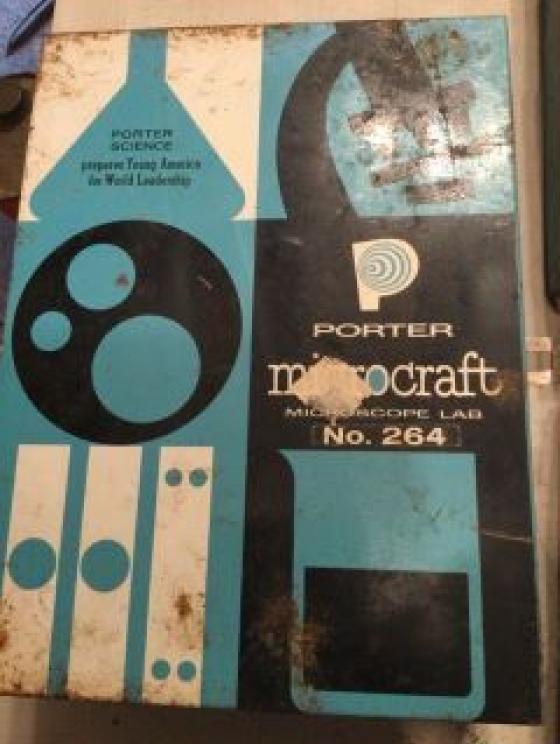 PORTER
SCIENCE
prepares Young America
for World Leadership
P
PORTER
microcraft
MICROSCOPE LAB
No. 264